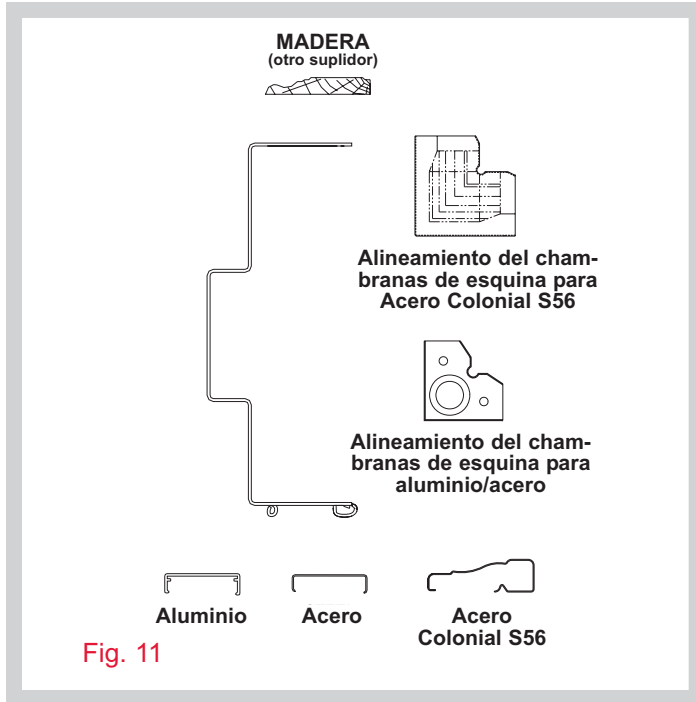 MADERA
(otro suplidor)
Alineamiento del cham-
branas de esquina para
Acero Colonial S56
Alineamiento del cham-
branas de esquina para
aluminio/acero
Aluminio
Acero
Acero
Colonial S56
Fig. 11